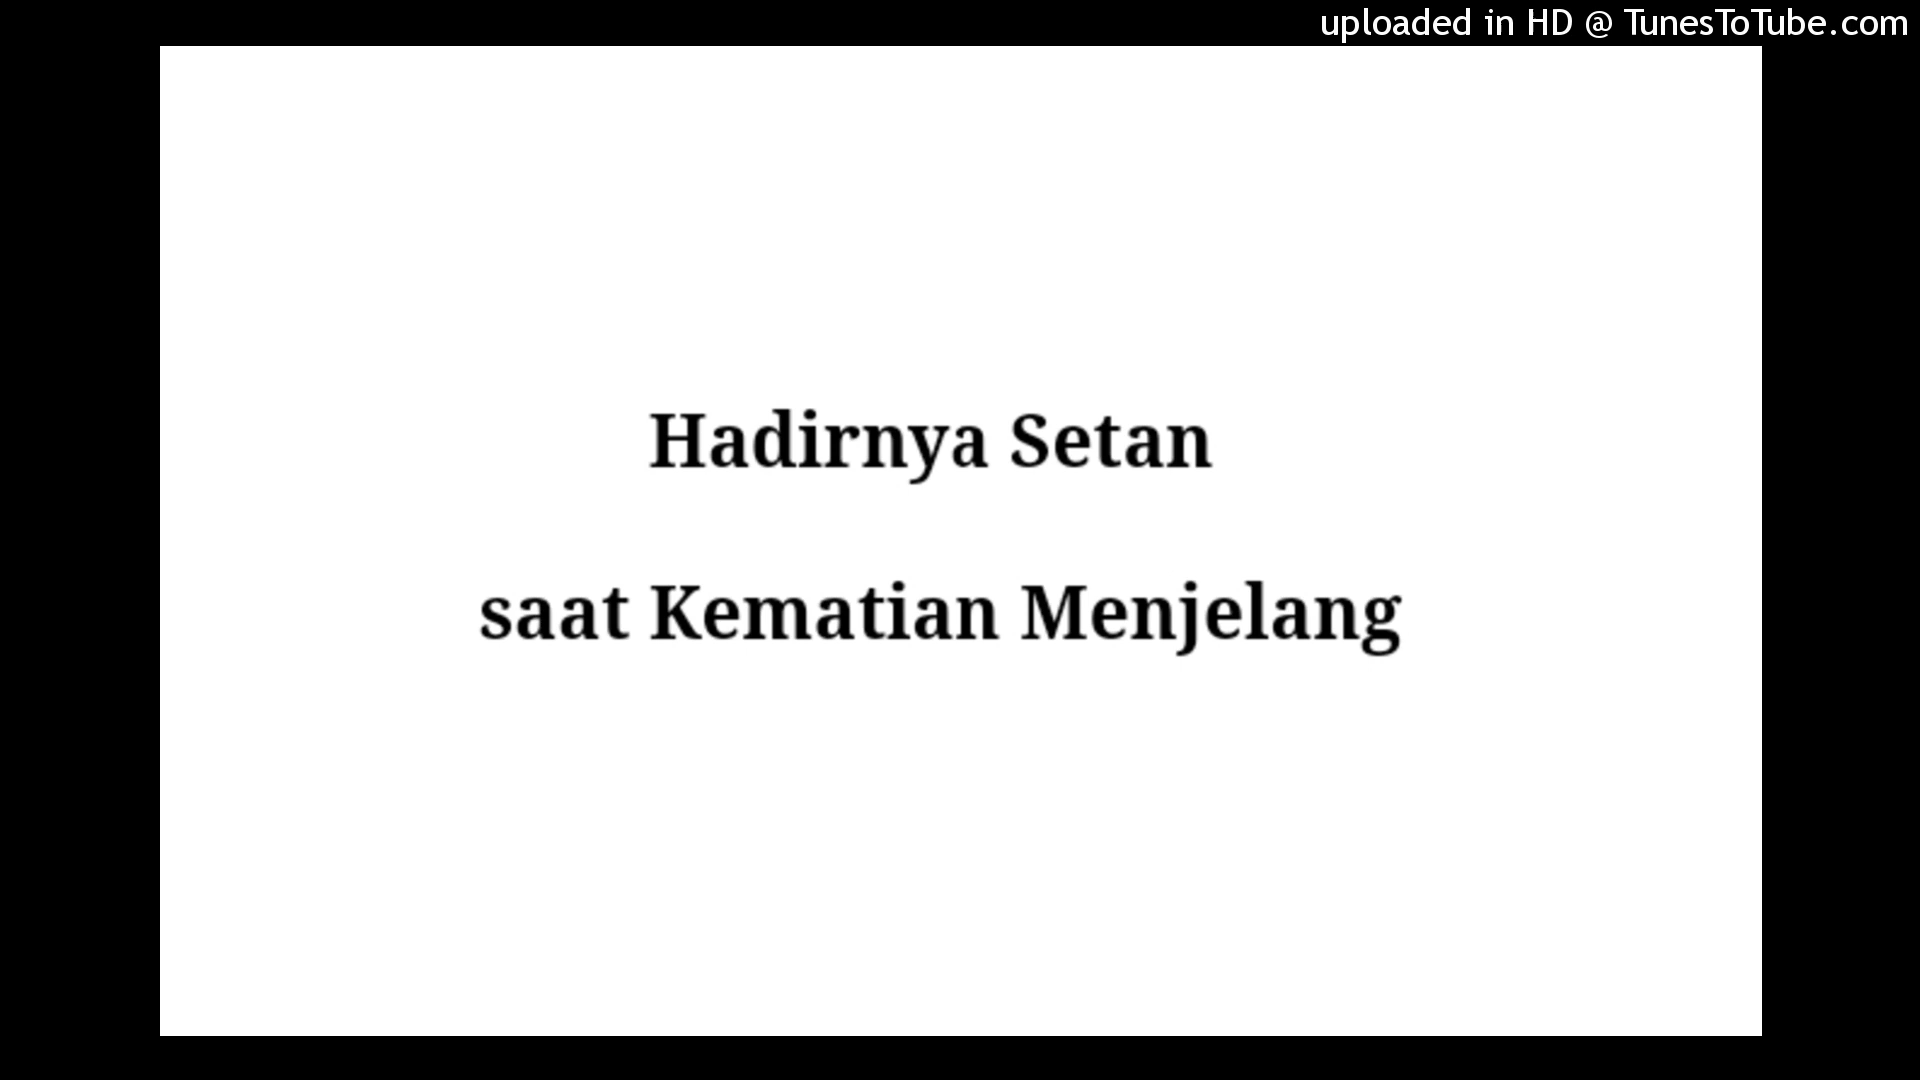 uploaded in HD @ TunesToTube.com
Hadirnya Setan
saat Kematian Menjelang